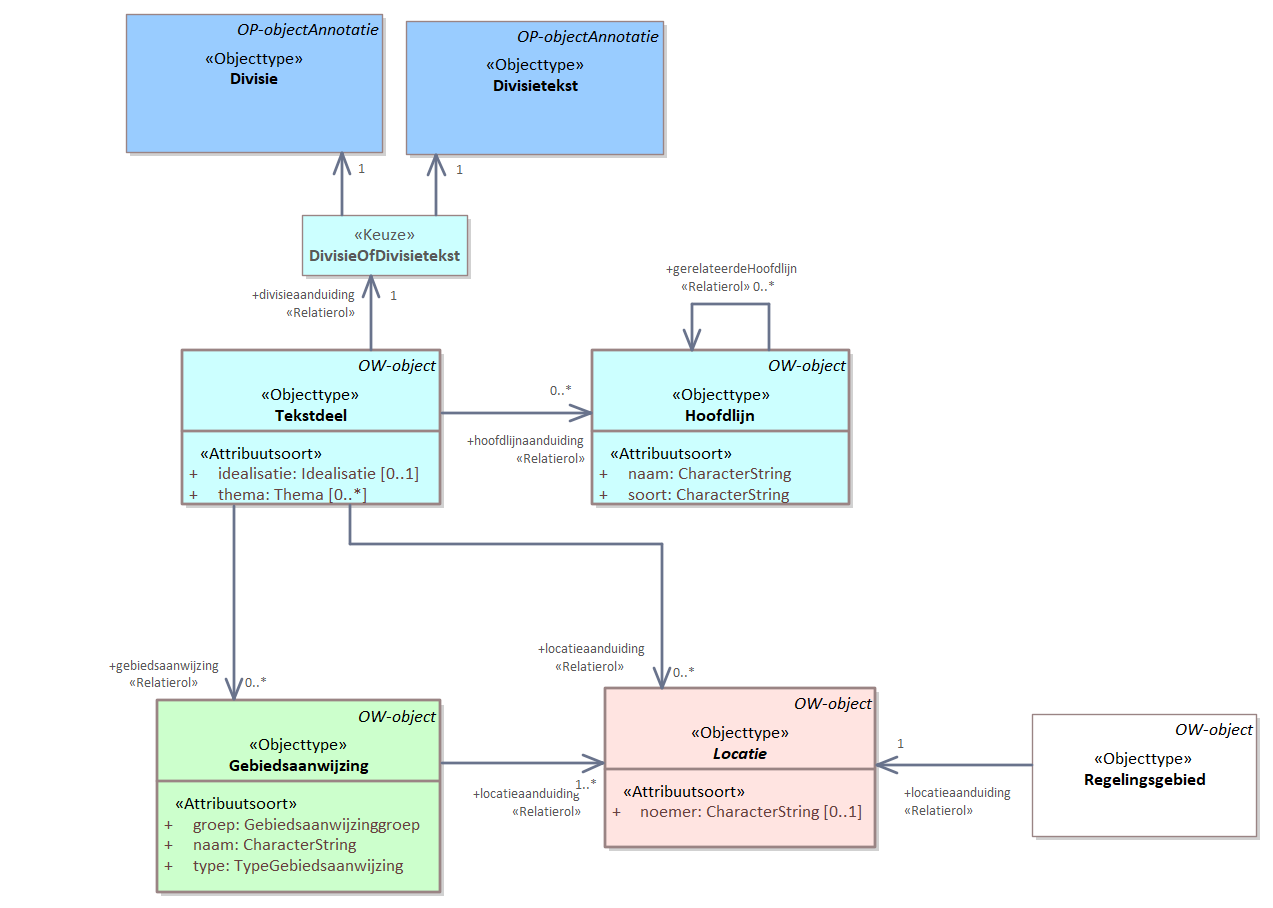 OP-objectAnnotatie
«Objecttype»
Divisie
OP-objectAnnotatie
«Objecttype»
Divisietekst
1
1
«Keuze»
DivisieOfDivisietekst
+divisieaanduiding
«Relatierol»
1
+gerelateerdeHoofdlijn
«Relatierol» 0..*
OW-object
«Objecttype»
Tekstdeel
«Attribuutsoort»
+ idealisatie: Idealisatie [0..1]
+ thema: Thema [0..*]
0..*
+hoofdlijnaanduiding
«Relatierol»
OW-object
«Objecttype»
Hoofdlijn
«Attribuutsoort»
+ naam: CharacterString
+ soort: CharacterString
+gebiedsaanwijzing
«Relatierol»
0..*
+locatieaanduiding
«Relatierol»
0..*
OW-object
«Objecttype»
Gebiedsaanwijzing
«Attribuutsoort»
+ groep: Gebiedsaanwijzinggroep
+ naam: CharacterString
+ type: TypeGebiedsaanwijzing
1..*
+locatieaanduiding
«Relatierol»
OW-object
«Objecttype»
Locatie
«Attribuutsoort»
+ noemer: CharacterString [0..1]
1
+locatieaanduiding
«Relatierol»
OW-object
«Objecttype»
Regelingsgebied